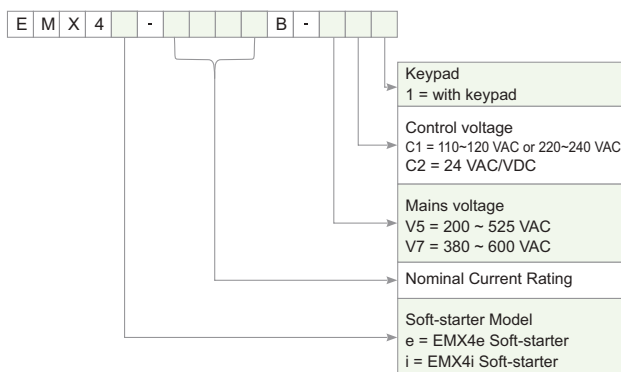 E M X 4 - B -
Keypad
1 = with keypad
Control voltage
C1 = 110~120 VAC or 220~240 VAC
C2 = 24 VAC/VDC
Mains voltage
V5 = 200 ~ 525 VAC
V7 = 380 ~ 600 VAC
Nominal Current Rating
Soft-starter Model
e = EMX4e Soft-starter
i = EMX4i Soft-starter